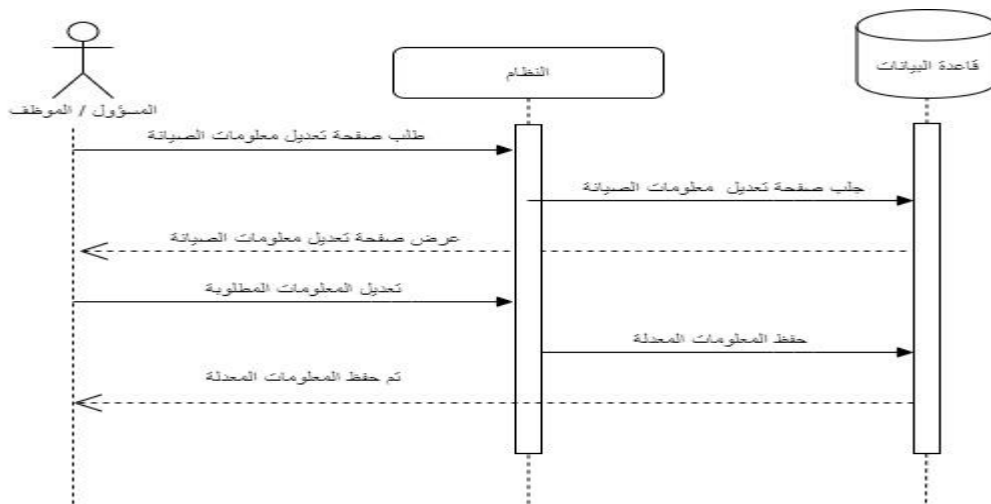 قاعدة البيانات
النظام
المسؤول / الموظف
طلب صفحة تعديل معلومات الصيانة
جلب صفحة تعديل معلومات الصيانة
عرض صفحة تعديل معلومات الصيانة
تعديل المعلومات المطلوبة
حفظ المعلومات المعدلة
تم حفظ المعلومات المعدلة